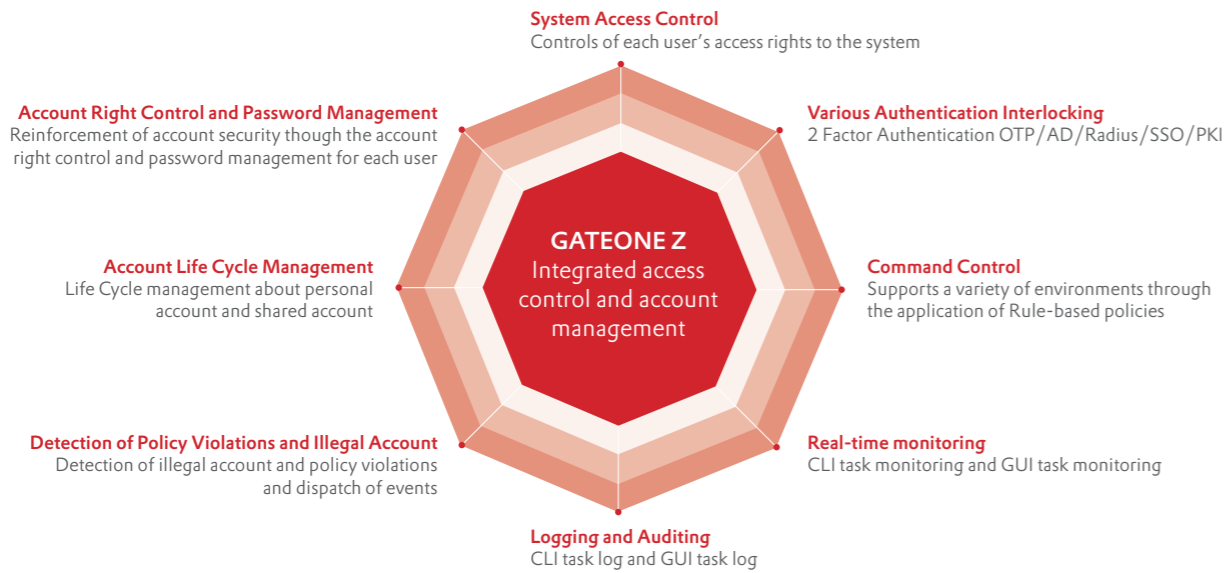 System Access Control
Controls of each user's access rights to the system
Account Right Control and Password Management
Reinforcement of account security though the account
right control and password management for each user
Various Authentication Interlocking
2 Factor Authentication OTP/AD/Radius/SSO/PKI
GATEONE Z
Integrated access
control and account
management
Account Life Cycle Management
Life Cycle management about personal
account and shared account
Command Control
Supports a variety of environments through
the application of Rule-based policies
Detection of Policy Violations and Illegal Account
Detection of illegal account and policy violations
and dispatch of events
Real-time monitoring
CLI task monitoring and GUI task monitoring
Logging and Auditing
CLI task log and GUI task log